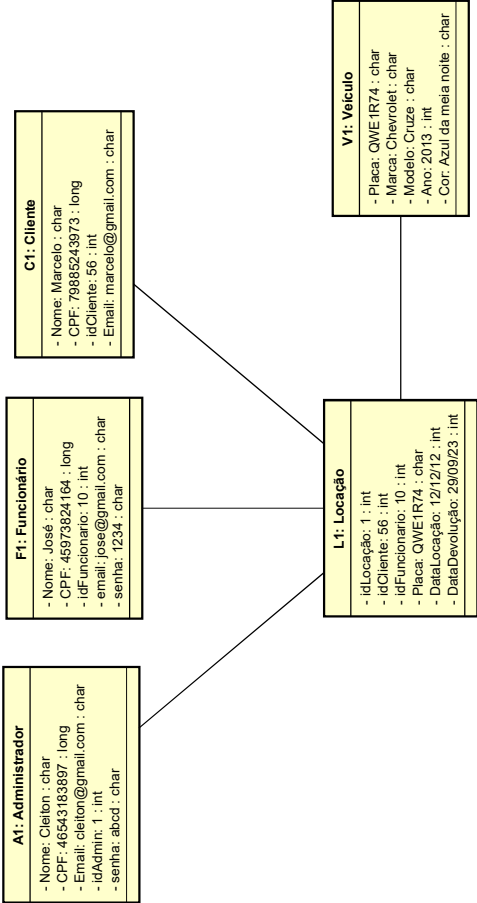 A1: Administrador
- Nome: Cleiton : char
- CPF: 46543183897 : long
- Email: cleiton@gmail.com : char
- idAdmin: 1 : int
- senha: abcd : char
F1: Funcionário
- Nome: José : char
- CPF: 45973824164 : long
- idFuncionario: 10 : int
- email: jose@gmail.com : char
- senha: 1234 : char
C1: Cliente
- Nome: Marcelo : char
- CPF: 79885243973 : long
- idCliente: 56 : int
- Email: marcelo@gmail.com : char
L1: Locação
- idLocação: 1 : int
- idCliente: 56 : int
- idFuncionario: 10 : int
- Placa: QWE1R74 : char
- DataLocação: 12/12/12 : int
- DataDevolução: 29/09/23 : int
V1: Veículo
- Placa: QWE1R74 : char
- Marca: Chevrolet : char
- Modelo: Cruze : char
- Ano: 2013 : int
- Cor: Azul da meia noite : char